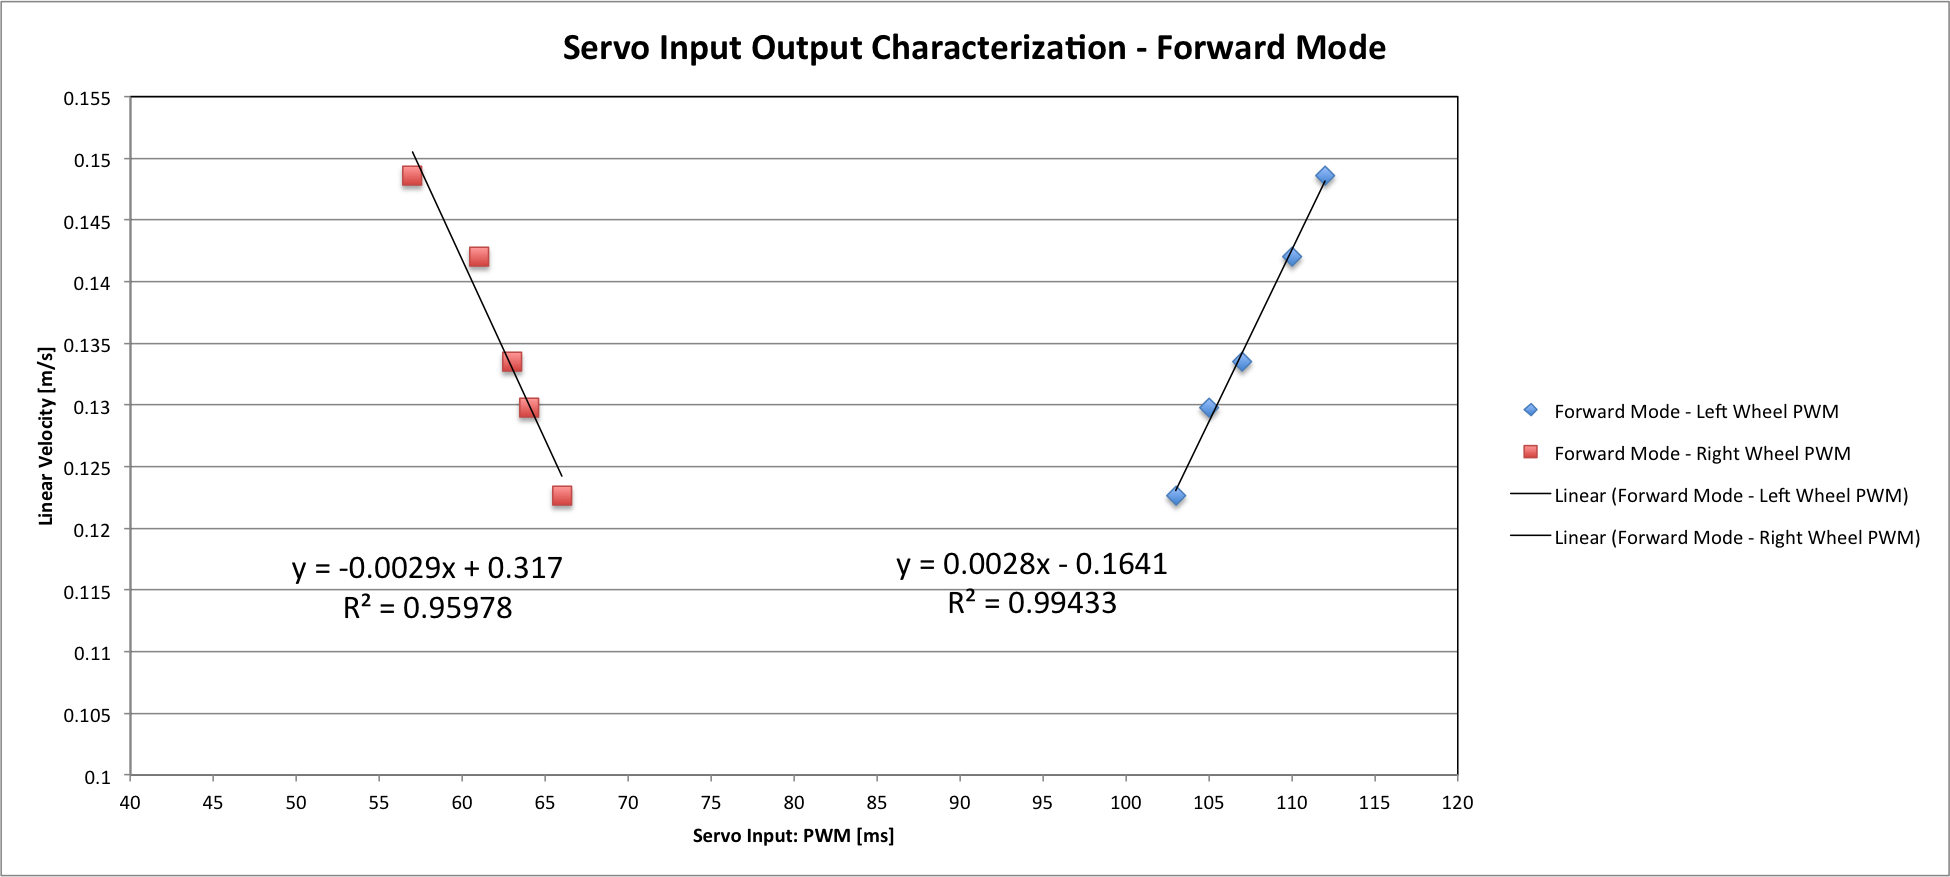 Servo Input Output Characterization - Forward Mode
0.155
0.15
0.145
0.14
0.135
0.13
0.125
0.12
0.115
0.11
0.105
0.1
Linear Velocity [m/s]
y = -0.0029x + 0.317
R² = 0.95978
y = 0.0028x - 0.1641
R² = 0.99433
40 45 50 55 60 65 70 75 80 85 90 95 100 105 110 115 120
Servo Input: PWM [ms]
Forward Mode - Left Wheel PWM
Forward Mode - Right Wheel PWM
Linear (Forward Mode - Left Wheel PWM)
Linear (Forward Mode - Right Wheel PWM)